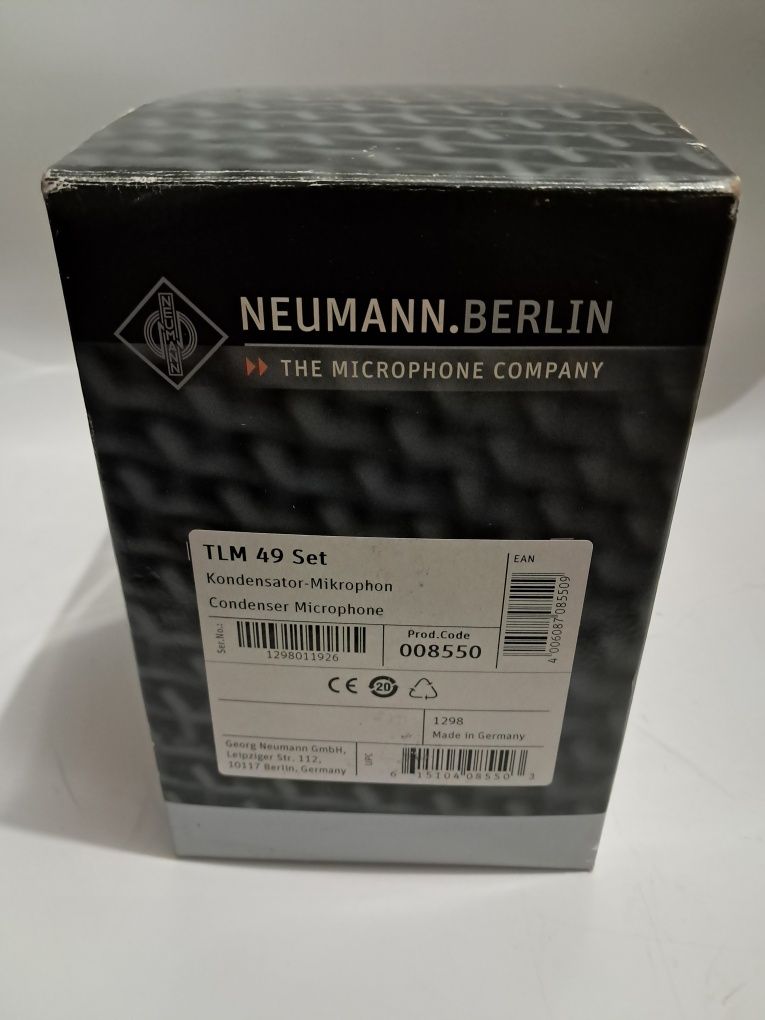 NEUMANN
NEUMANN.BERLIN
THE MICROPHONE COMPANY
TLM 49 Set
Kondensator-Mikrophon
Condenser Microphone
EAN
4 006087 085509
Ser.No.:
1298011926
Prod.Code
008550
CE 20
1298
Made in Germany
Georg Neumann GmbH,
Leipziger Str. 112,
10117 Berlin, Germany
UPC
6 15104 08550 3